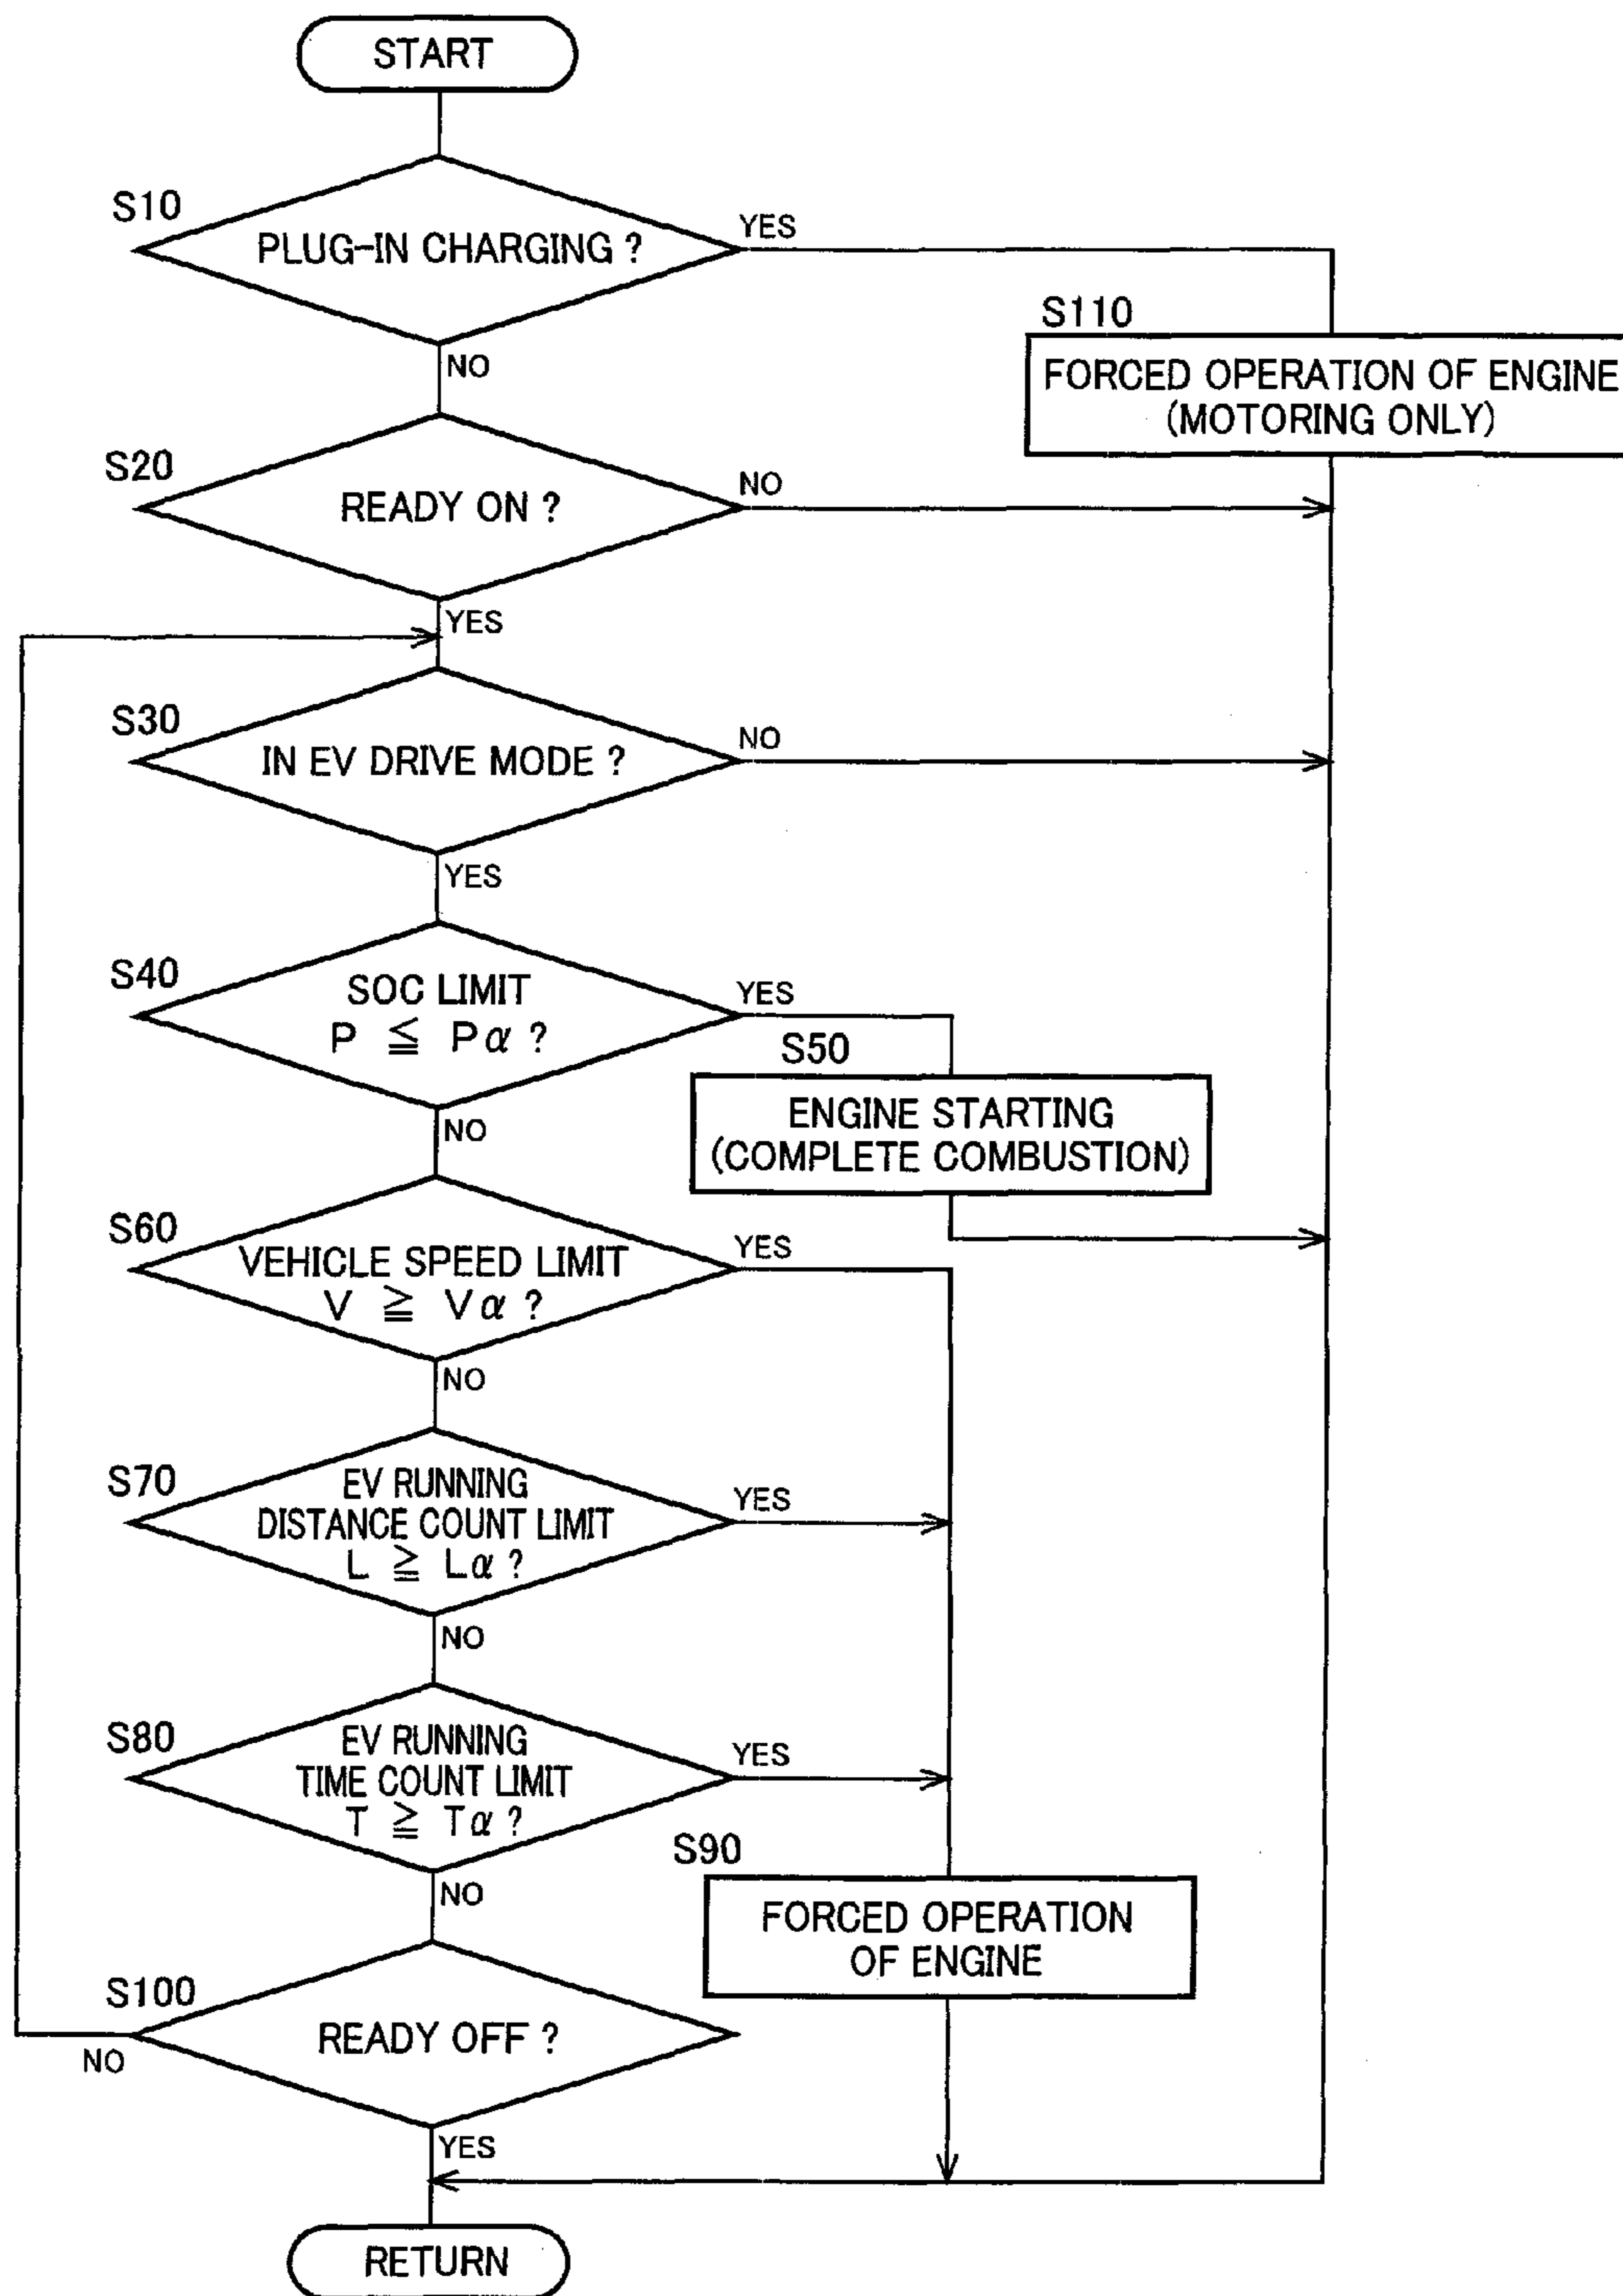 START
S10
PLUG-IN CHARGING ?
YES
NO
S110
FORCED OPERATION OF ENGINE
(MOTORING ONLY)
S20
READY ON ?
NO
YES
S30
IN EV DRIVE MODE ?
NO
YES
S40
SOC LIMIT
P ≦ Pα ?
YES
NO
S50
ENGINE STARTING
(COMPLETE COMBUSTION)
S60
VEHICLE SPEED LIMIT
V ≧ Vα ?
YES
NO
S70
EV RUNNING
DISTANCE COUNT LIMIT
L ≧ Lα ?
YES
NO
S80
EV RUNNING
TIME COUNT LIMIT
T ≧ Tα ?
YES
NO
S90
FORCED OPERATION
OF ENGINE
S100
READY OFF ?
NO
YES
RETURN